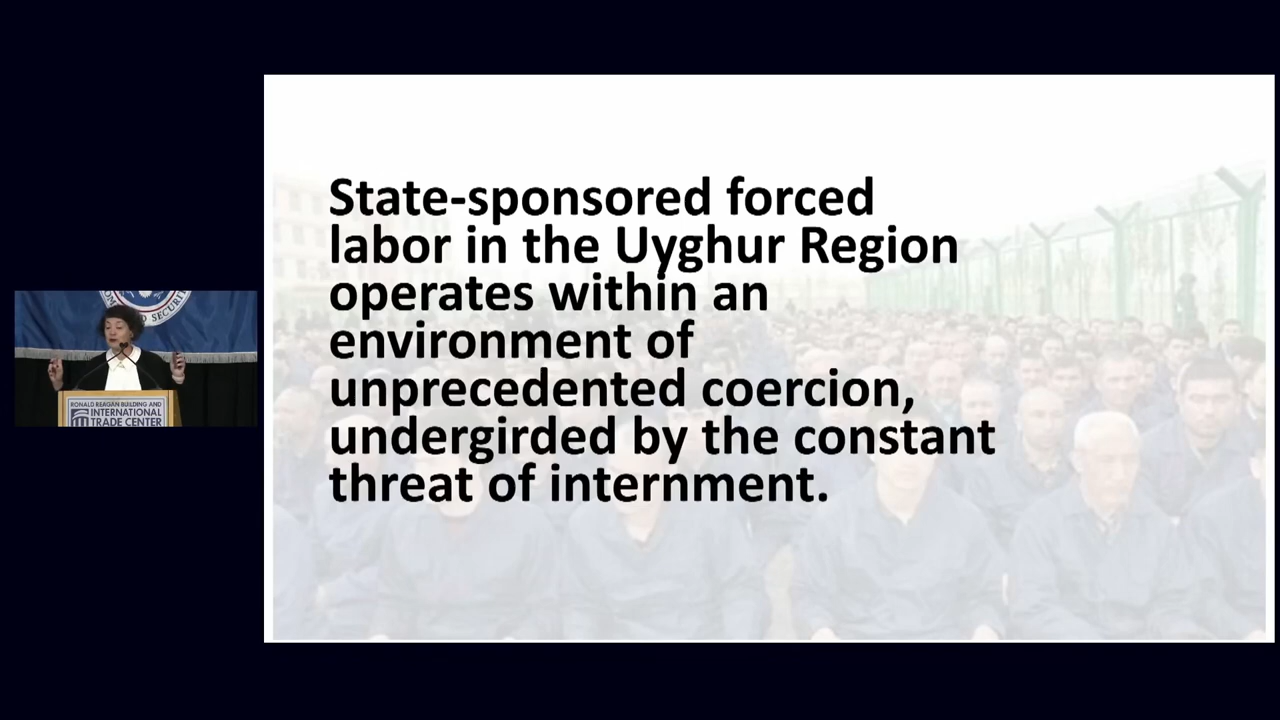 State-sponsored forced
labor in the Uyghur Region
operates within an
environment of
unprecedented coercion,
undergirded by the constant
threat of internment.
RONALD REAGAN BUILDING AND
INTERNATIONAL
TRADE CENTER